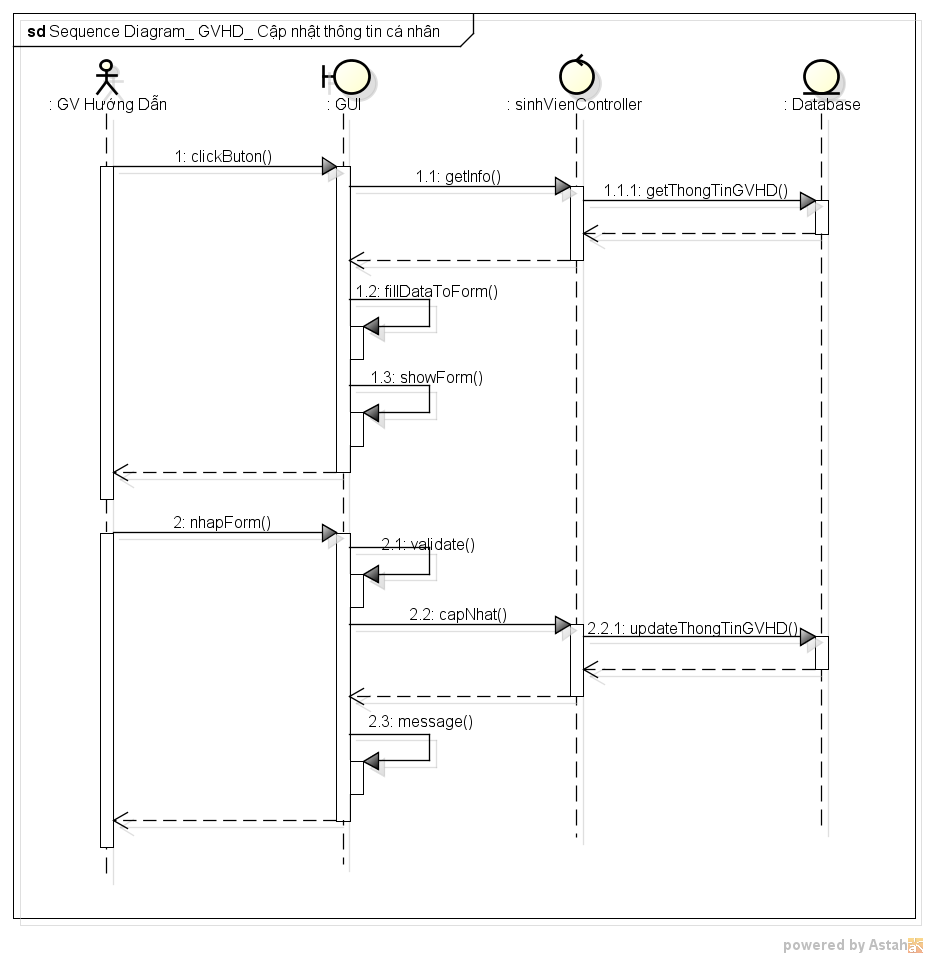 sd Sequence Diagram_ GVHD_ Cập nhật thông tin cá nhân
: GV Hướng Dẫn
: GUI
: sinhVienController
: Database
1: clickButon()
1.1: getInfo()
1.1.1: getThongTinGVHD()
1.2: fillDataToForm()
1.3: showForm()
2: nhapForm()
2.1: validate()
2.2: capNhat()
2.2.1: updateThongTinGVHD()
2.3: message()
powered by Astah